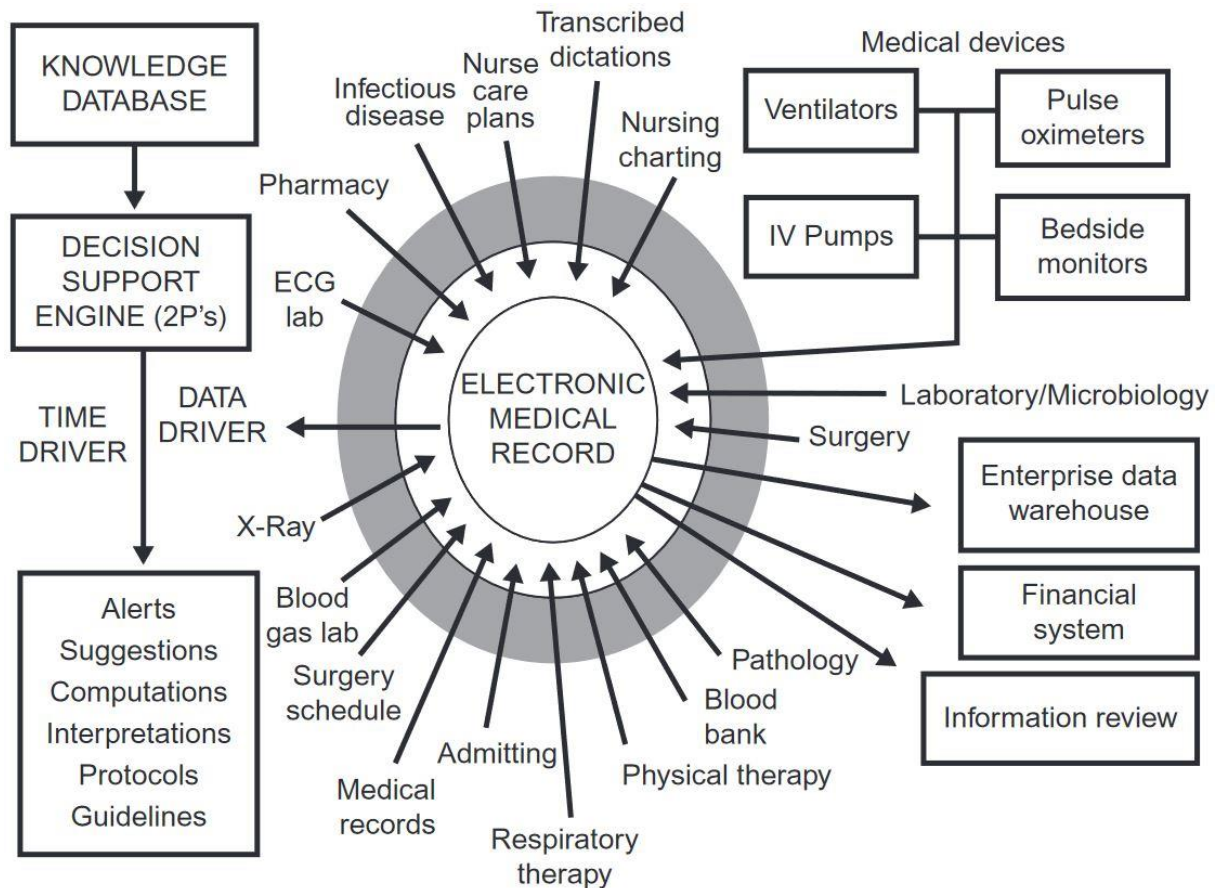 KNOWLEDGE
DATABASE
DECISION
SUPPORT
ENGINE (2P's)
TIME
DRIVER
DATA
DRIVER
Alerts
Suggestions
Computations
Interpretations
Protocols
Guidelines
ELECTRONIC
MEDICAL
RECORD
ECG
lab
Pharmacy
Infectious
disease
Nurse
care
plans
Transcribed
dictations
Nursing
charting
Medical devices
Ventilators
Pulse
oximeters
IV Pumps
Bedside
monitors
Laboratory/Microbiology
Surgery
Enterprise data
warehouse
Financial
system
Information review
Pathology
Blood
bank
Physical therapy
Respiratory
therapy
Admitting
Medical
records
Surgery
schedule
Blood
gas lab
X-Ray